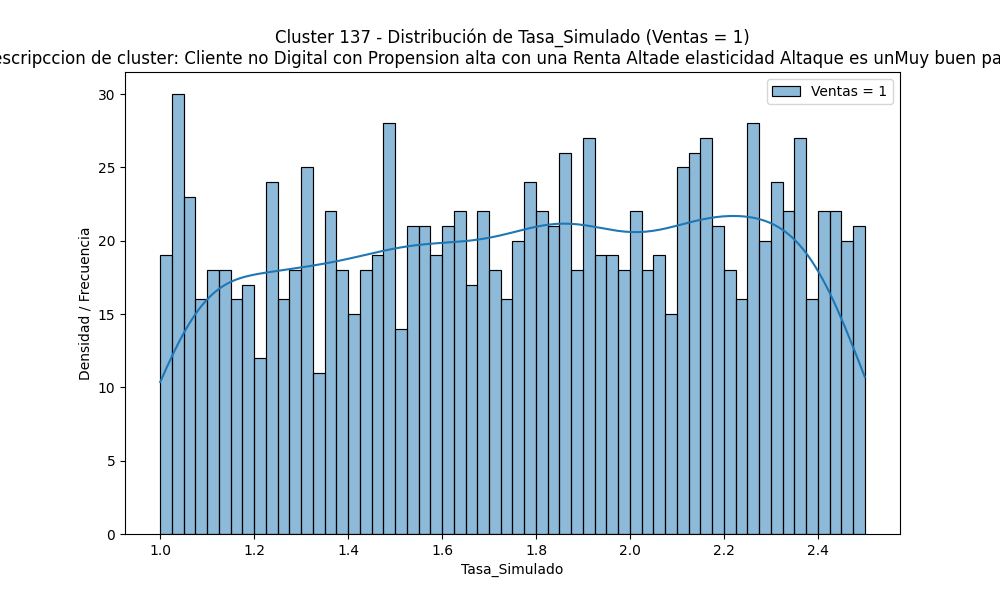 Cluster 137 - Distribución de Tasa_Simulado (Ventas = 1)
escripccion de cluster: Cliente no Digital con Propension alta con una Renta Altade elasticidad Altaque es unMuy buen pa
Ventas = 1
Densidad / Frecuencia
30
25
20
15
10
5
0
1.0 1.2 1.4 1.6 1.8 2.0 2.2 2.4
Tasa_Simulado